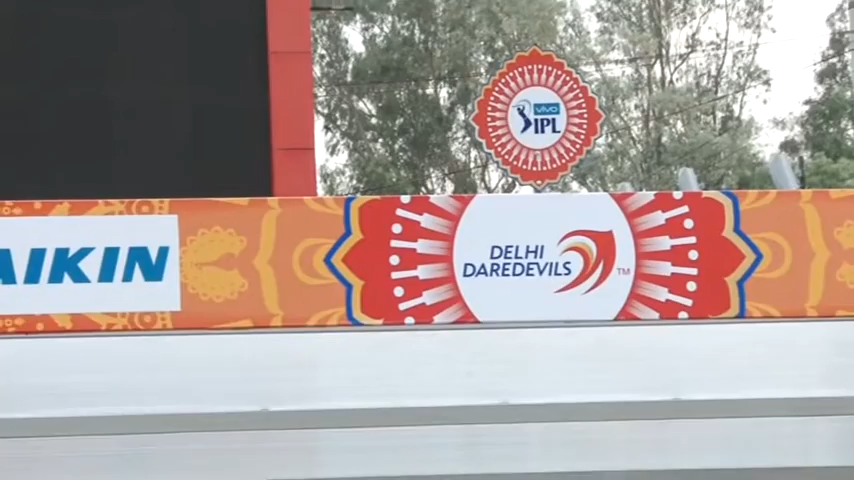 vivo
IPL
AIKIN
DELHI
DAREDEVILS
TM